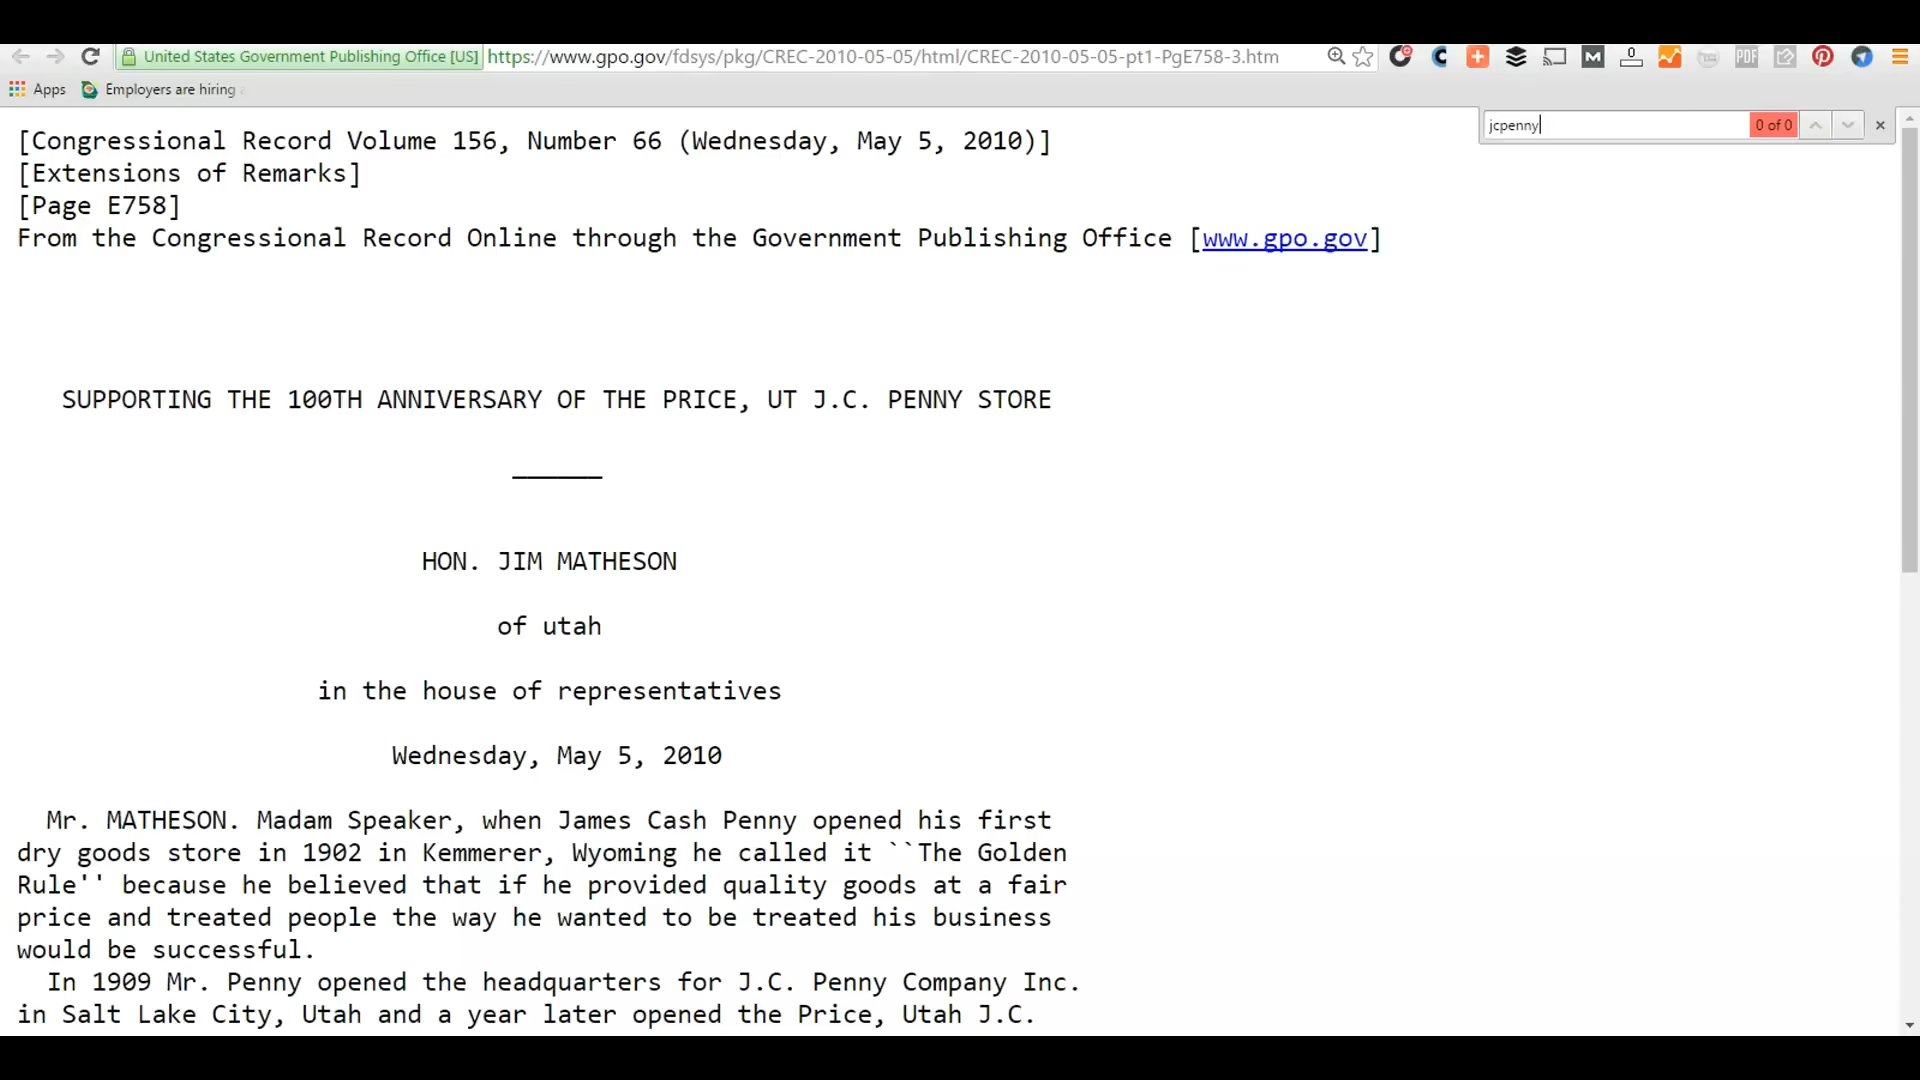 United States Government Publishing Office [US] https://www.gpo.gov/fdsys/pkg/CREC-2010-05-05/html/CREC-2010-05-05-pt1-PgE758-3.htm
Apps Employers are hiring
jcpenny 0 of 0
[Congressional Record Volume 156, Number 66 (Wednesday, May 5, 2010)]
[Extensions of Remarks]
[Page E758]
From the Congressional Record Online through the Government Publishing Office [www.gpo.gov]
SUPPORTING THE 100TH ANNIVERSARY OF THE PRICE, UT J.C. PENNY STORE
______
HON. JIM MATHESON
of utah
in the house of representatives
Wednesday, May 5, 2010
Mr. MATHESON. Madam Speaker, when James Cash Penny opened his first
dry goods store in 1902 in Kemmerer, Wyoming he called it ``The Golden
Rule'' because he believed that if he provided quality goods at a fair
price and treated people the way he wanted to be treated his business
would be successful.
In 1909 Mr. Penny opened the headquarters for J.C. Penny Company Inc.
in Salt Lake City, Utah and a year later opened the Price, Utah J.C.